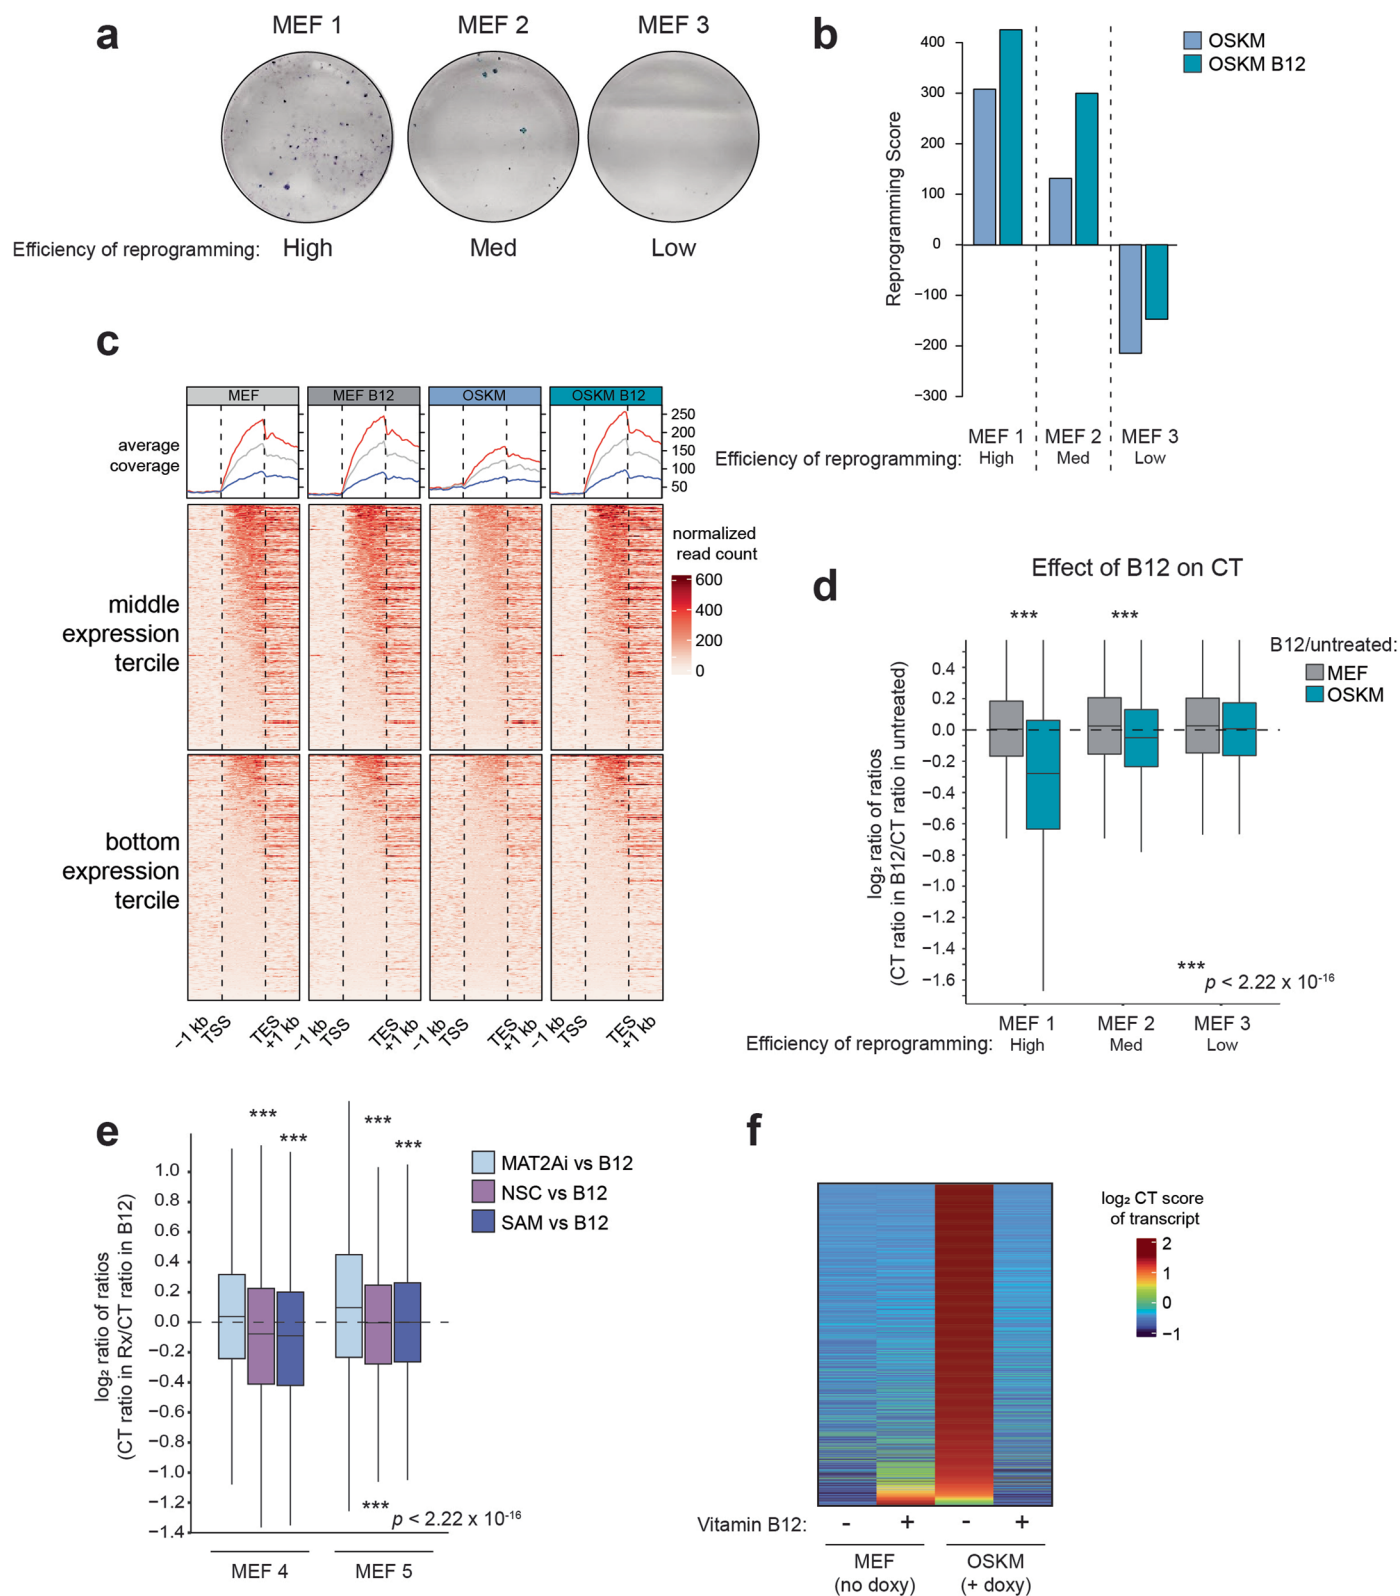 a
MEF 1
MEF 2
MEF 3
Efficiency of reprogramming:
High
Med
Low
b
OSKM
OSKM B12
Reprogramming Score
400
300
200
100
0
−100
−200
−300
MEF 1
MEF 2
MEF 3
Efficiency of reprogramming:
High
Med
Low
c
MEF
MEF B12
OSKM
OSKM B12
average
coverage
250
200
150
100
50
middle
expression
tercile
bottom
expression
tercile
normalized
read count
600
400
200
0
−1 kb
TSS
TES
+1 kb
−1 kb
TSS
TES
+1 kb
−1 kb
TSS
TES
+1 kb
−1 kb
TSS
TES
+1 kb
d
Effect of B12 on CT
***
***
B12/untreated:
MEF
OSKM
log₂ ratio of ratios
(CT ratio in B12/CT ratio in untreated)
0.4
0.2
0.0
−0.2
−0.4
−0.6
−0.8
−1.0
−1.2
−1.4
−1.6
*** p < 2.22 x 10⁻¹⁶
MEF 1
MEF 2
MEF 3
Efficiency of reprogramming:
High
Med
Low
e
***
***
***
***
MAT2Ai vs B12
NSC vs B12
SAM vs B12
log₂ ratio of ratios
(CT ratio in Rx/CT ratio in B12)
1.0
0.8
0.6
0.4
0.2
0.0
−0.2
−0.4
−0.6
−0.8
−1.0
−1.2
−1.4
*** p < 2.22 x 10⁻¹⁶
MEF 4
MEF 5
f
log₂ CT score
of transcript
2
1
0
−1
Vitamin B12:
-
+
-
+
MEF
(no doxy)
OSKM
(+ doxy)